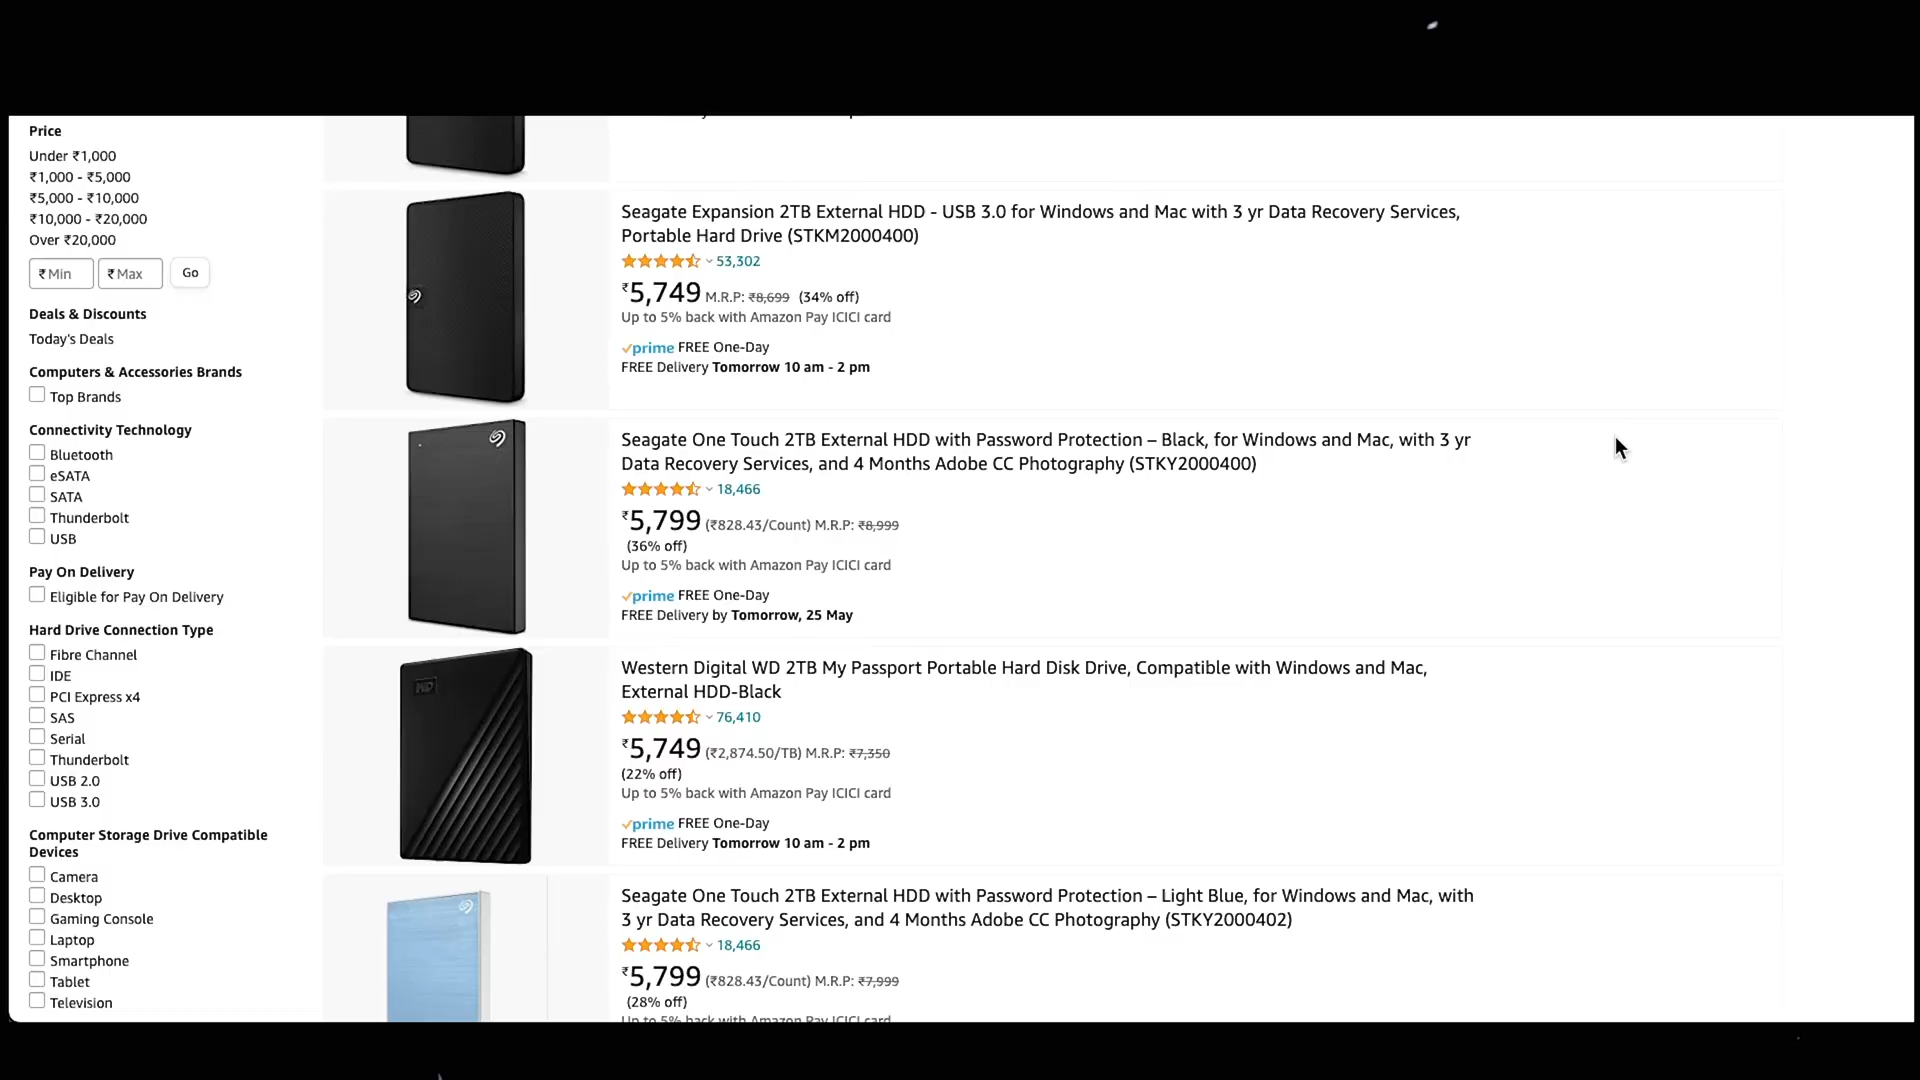 Price
Under ₹1,000
₹1,000 - ₹5,000
₹5,000 - ₹10,000
₹10,000 - ₹20,000
Over ₹20,000
₹ Min ₹ Max Go
Deals & Discounts
Today's Deals
Computers & Accessories Brands
Top Brands
Connectivity Technology
Bluetooth
eSATA
SATA
Thunderbolt
USB
Pay On Delivery
Eligible for Pay On Delivery
Hard Drive Connection Type
Fibre Channel
IDE
PCI Express x4
SAS
Serial
Thunderbolt
USB 2.0
USB 3.0
Computer Storage Drive Compatible
Devices
Camera
Desktop
Gaming Console
Laptop
Smartphone
Tablet
Television
Seagate Expansion 2TB External HDD - USB 3.0 for Windows and Mac with 3 yr Data Recovery Services,
Portable Hard Drive (STKM2000400)
53,302
₹5,749 M.R.P: ₹8,699 (34% off)
Up to 5% back with Amazon Pay ICICI card
prime FREE One-Day
FREE Delivery Tomorrow 10 am - 2 pm
Seagate One Touch 2TB External HDD with Password Protection – Black, for Windows and Mac, with 3 yr
Data Recovery Services, and 4 Months Adobe CC Photography (STKY2000400)
18,466
₹5,799 (₹828.43/Count) M.R.P: ₹8,999
(36% off)
Up to 5% back with Amazon Pay ICICI card
prime FREE One-Day
FREE Delivery by Tomorrow, 25 May
WD
Western Digital WD 2TB My Passport Portable Hard Disk Drive, Compatible with Windows and Mac,
External HDD-Black
76,410
₹5,749 (₹2,874.50/TB) M.R.P: ₹7,350
(22% off)
Up to 5% back with Amazon Pay ICICI card
prime FREE One-Day
FREE Delivery Tomorrow 10 am - 2 pm
Seagate One Touch 2TB External HDD with Password Protection – Light Blue, for Windows and Mac, with
3 yr Data Recovery Services, and 4 Months Adobe CC Photography (STKY2000402)
18,466
₹5,799 (₹828.43/Count) M.R.P: ₹7,999
(28% off)
Up to 5% back with Amazon Pay ICICI card